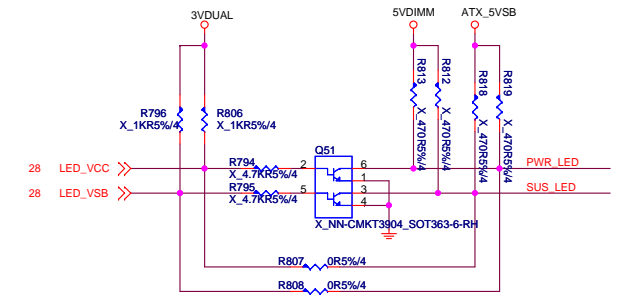 3VDUAL
5VDIMM
ATX_5VSB
R796
X_1KR5%/4
R806
X_1KR5%/4
R813
X_470R5%/4
R812
X_470R5%/4
R818
X_470R5%/4
R819
X_470R5%/4
28 LED_VCC
R794
X_4.7KR5%/4
Q51
2
6
1
PWR_LED
28 LED_VSB
R795
X_4.7KR5%/4
5
3
4
SUS_LED
X_NN-CMKT3904_SOT363-6-RH
R807 0R5%/4
R808 0R5%/4